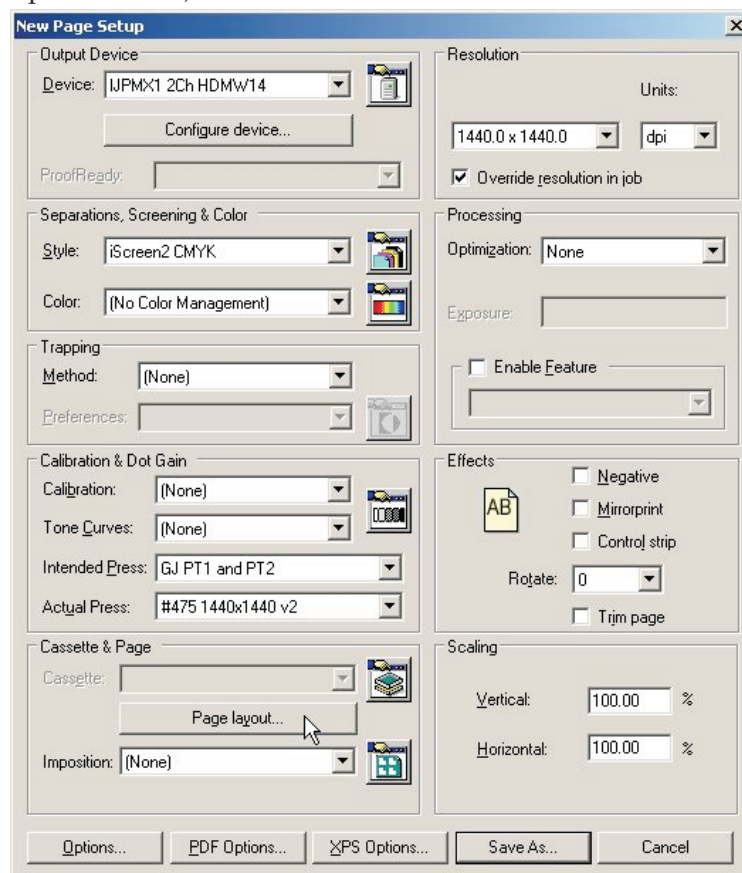 New Page Setup
Output Device
Device: IJPMX1 2Ch HDMW14
Configure device...
ProofReady:
Resolution
Units:
1440.0 x 1440.0 dpi
Override resolution in job
Separations, Screening & Color
Style: iScreen2 CMYK
Color: (No Color Management)
Processing
Optimization: None
Exposure:
Enable Feature
Trapping
Method: (None)
Preferences:
Calibration & Dot Gain
Calibration: (None)
Tone Curves: (None)
Intended Press: GJ PT1 and PT2
Actual Press: #475 1440x1440 v2
Effects
AB
Negative
Mirrorprint
Control strip
Rotate: 0
Trim page
Cassette & Page
Cassette:
Page layout...
Imposition: (None)
Scaling
Vertical: 100.00 %
Horizontal: 100.00 %
Options... PDF Options... XPS Options... Save As... Cancel